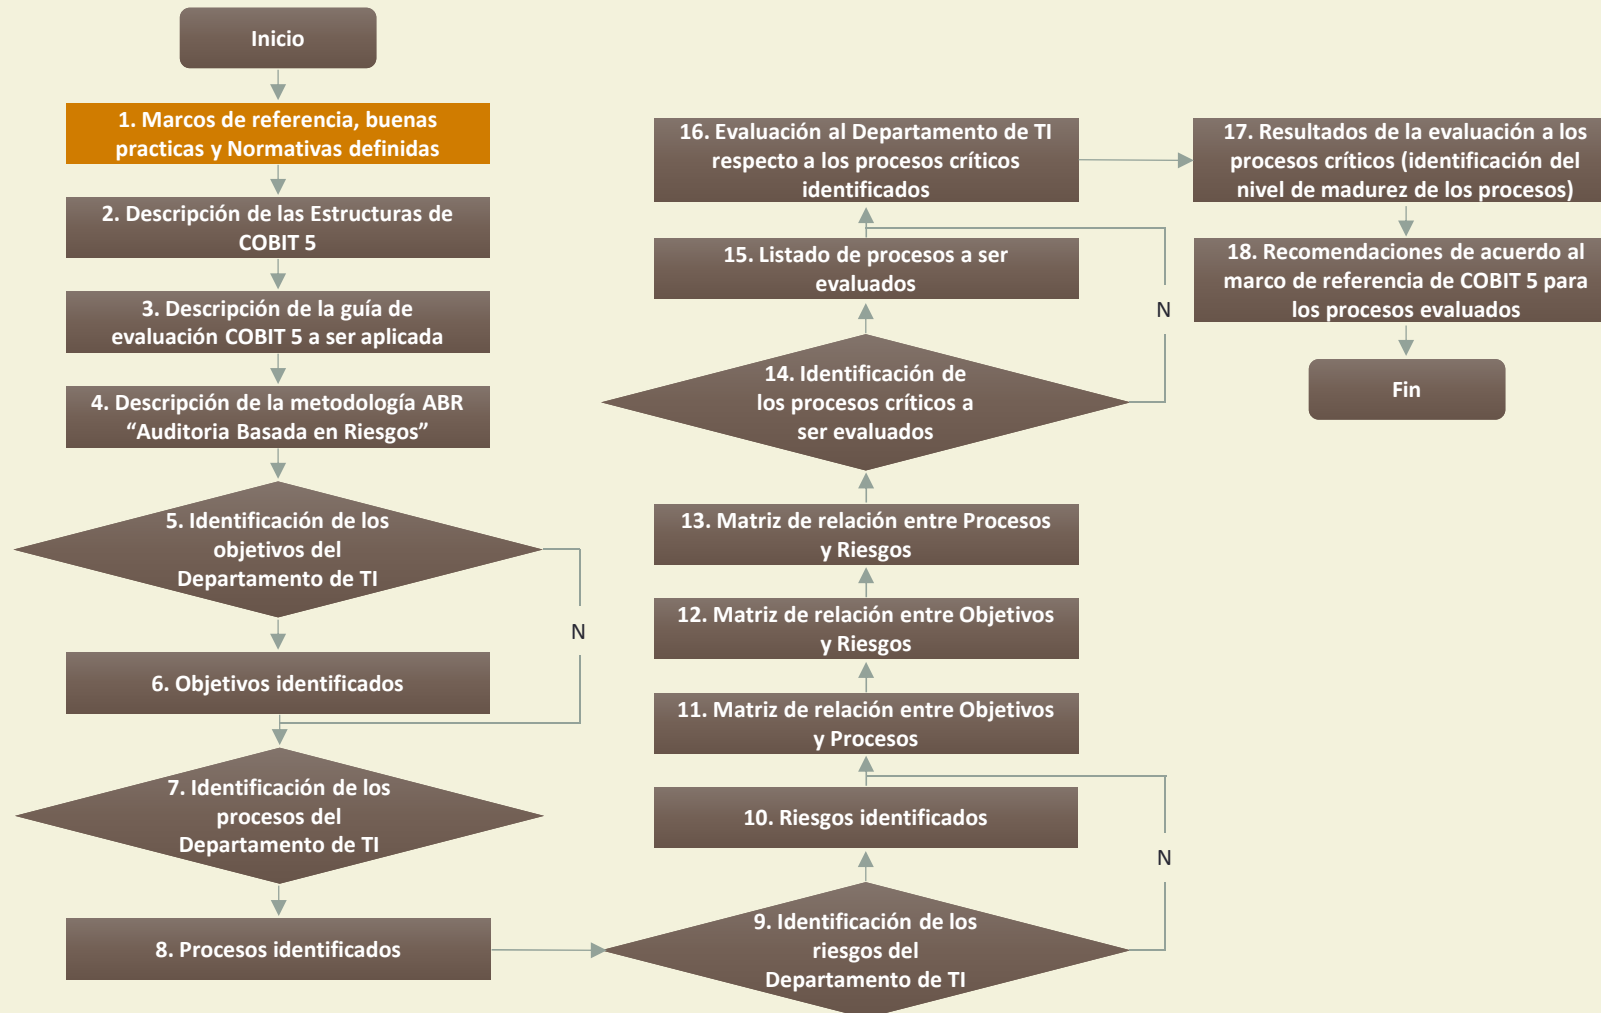 Inicio
1. Marcos de referencia, buenas
practicas y Normativas definidas
2. Descripción de las Estructuras de
COBIT 5
3. Descripción de la guía de
evaluación COBIT 5 a ser aplicada
4. Descripción de la metodología ABR
“Auditoria Basada en Riesgos”
5. Identificación de los
objetivos del
Departamento de TI
N
6. Objetivos identificados
7. Identificación de los
procesos del
Departamento de TI
8. Procesos identificados
9. Identificación de los
riesgos del
Departamento de TI
N
10. Riesgos identificados
11. Matriz de relación entre Objetivos
y Procesos
12. Matriz de relación entre Objetivos
y Riesgos
13. Matriz de relación entre Procesos
y Riesgos
14. Identificación de
los procesos críticos a
ser evaluados
N
15. Listado de procesos a ser
evaluados
16. Evaluación al Departamento de TI
respecto a los procesos críticos
identificados
17. Resultados de la evaluación a los
procesos críticos (identificación del
nivel de madurez de los procesos)
18. Recomendaciones de acuerdo al
marco de referencia de COBIT 5 para
los procesos evaluados
Fin